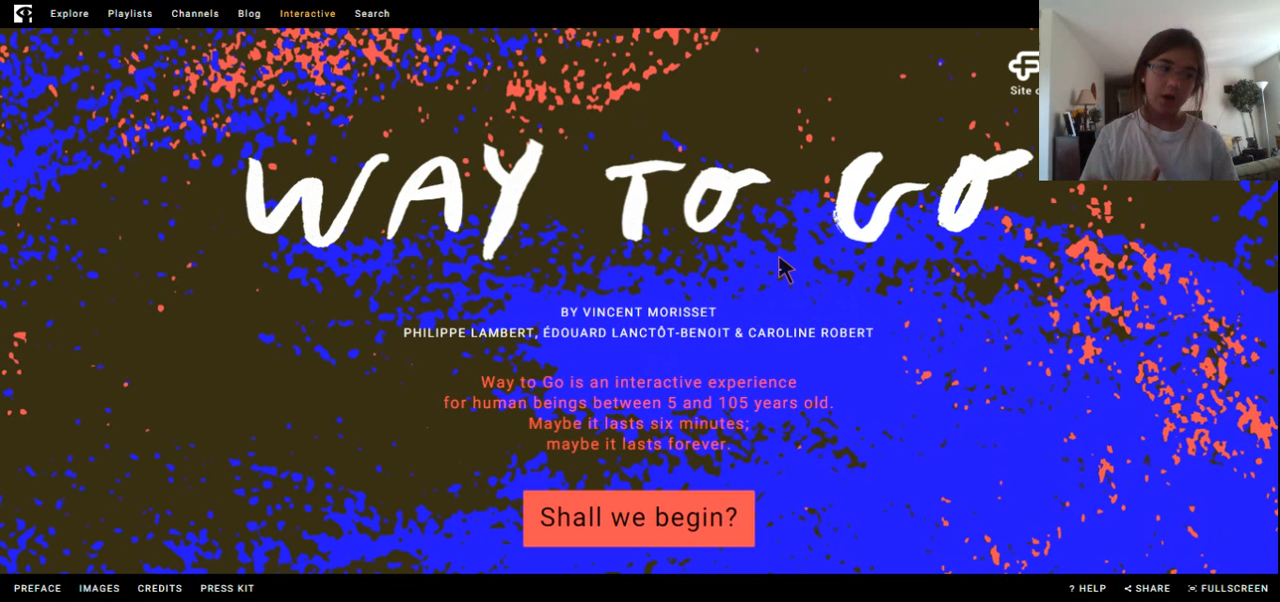 Explore Playlists Channels Blog Interactive Search
Site
WAY TO GO
BY VINCENT MORISSET
PHILIPPE LAMBERT, ÉDOUARD LANCTÔT-BENOIT & CAROLINE ROBERT
Way to Go is an interactive experience
for human beings between 5 and 105 years old.
Maybe it lasts six minutes;
maybe it lasts forever.
Shall we begin?
PREFACE IMAGES CREDITS PRESS KIT ? HELP SHARE FULLSCREEN